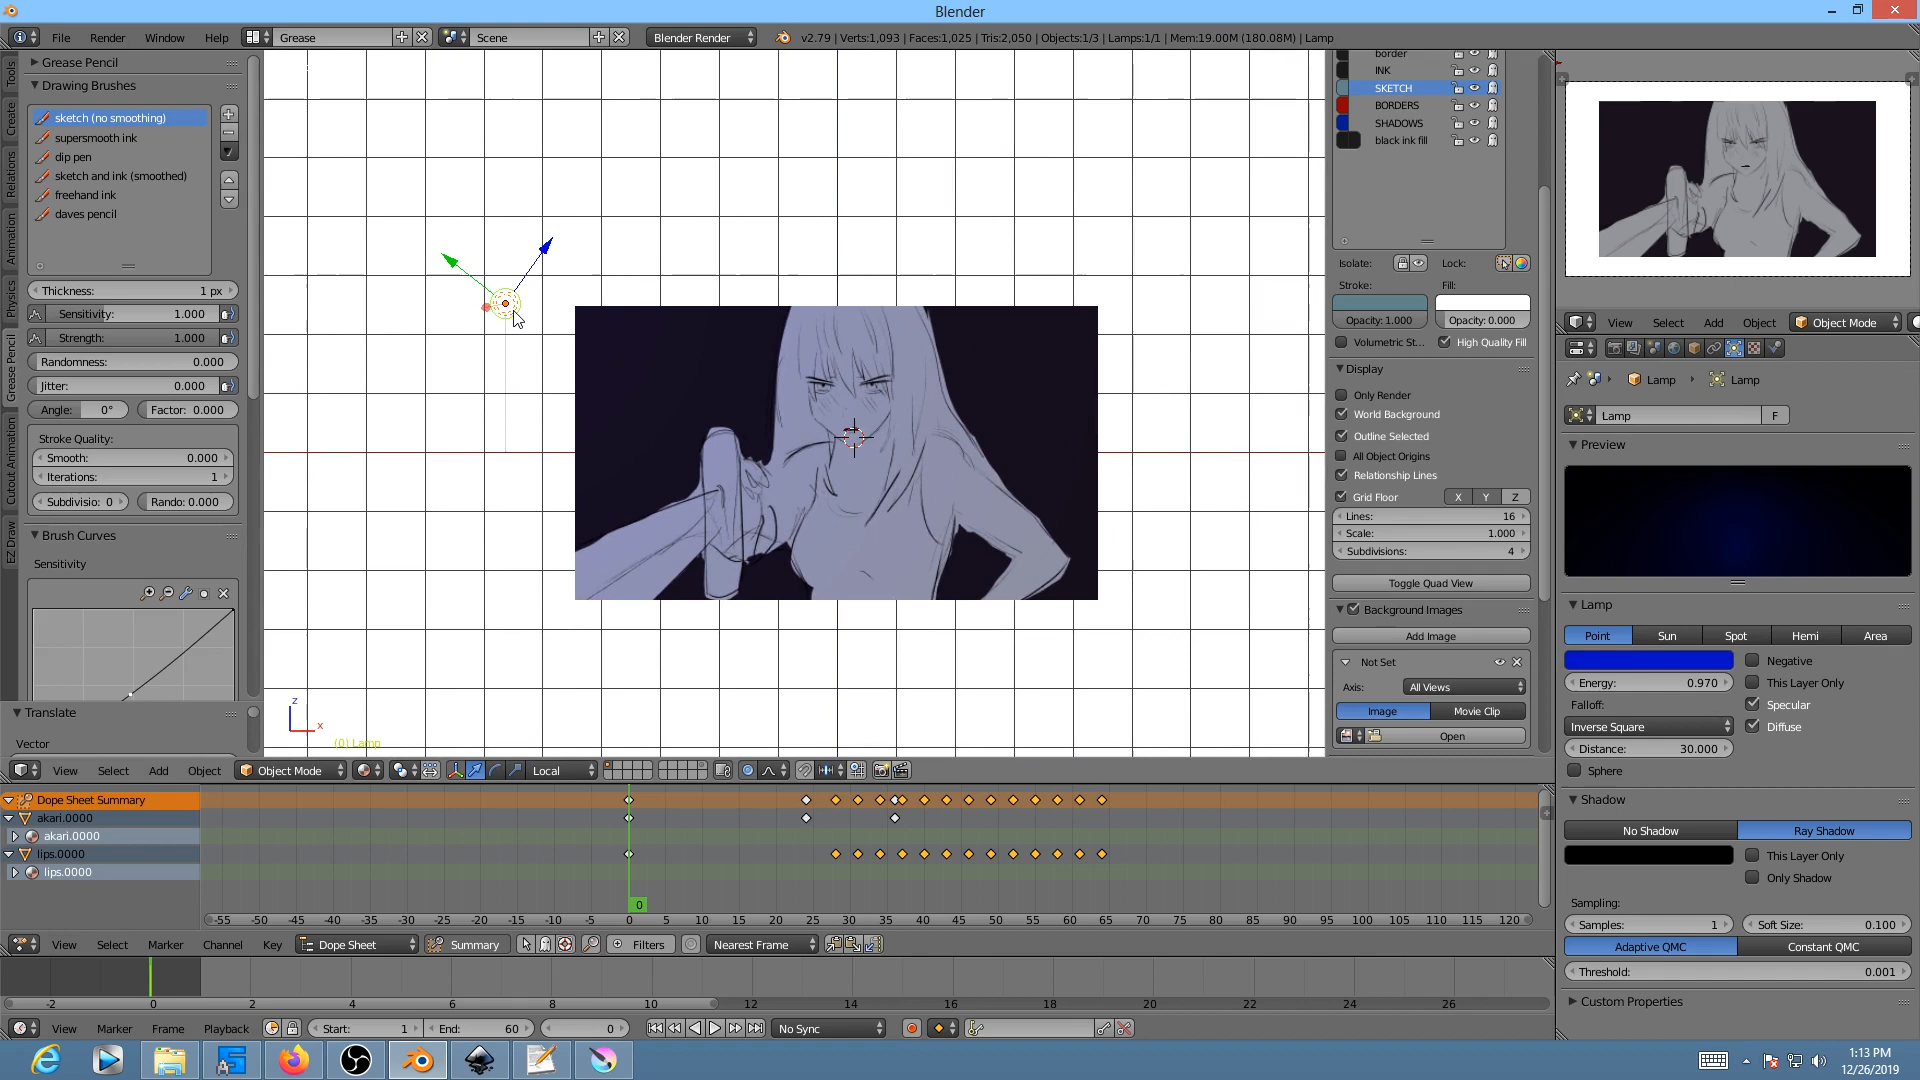 Blender
File Render Window Help Grease Scene Blender Render v2.79 | Verts:1,093 | Faces:1,025 | Tris:2,050 | Objects:1/3 | Lamps:1/1 | Mem:19.00M (180.08M) | Lamp
Tools
Create
Relations
Animation
Physics
Grease Pencil
Cutout Animation
EZ Draw
Grease Pencil
Drawing Brushes
sketch (no smoothing)
supersmooth ink
dip pen
sketch and ink (smoothed)
freehand ink
daves pencil
Thickness: 1 px
Sensitivity: 1.000
Strength: 1.000
Randomness: 0.000
Jitter: 0.000
Angle: 0° Factor: 0.000
Stroke Quality:
Smooth: 0.000
Iterations: 1
Subdivisio: 0 Rando: 0.000
Brush Curves
Sensitivity
Translate
Vector
z
x
(0) Lamp
border
INK
SKETCH
BORDERS
SHADOWS
black ink fill
Isolate: Lock:
Stroke: Fill:
Opacity: 1.000 Opacity: 0.000
Volumetric St... High Quality Fill
Display
Only Render
World Background
Outline Selected
All Object Origins
Relationship Lines
Grid Floor X Y Z
Lines: 16
Scale: 1.000
Subdivisions: 4
Toggle Quad View
Background Images
Add Image
Not Set
Axis: All Views
Image Movie Clip
Open
View Select Add Object Object Mode
Lamp Lamp
Lamp F
Preview
Lamp
Point Sun Spot Hemi Area
Negative
Energy: 0.970 This Layer Only
Falloff: Specular
Inverse Square Diffuse
Distance: 30.000
Sphere
Shadow
No Shadow Ray Shadow
This Layer Only
Only Shadow
Sampling:
Samples: 1 Soft Size: 0.100
Adaptive QMC Constant QMC
Threshold: 0.001
Custom Properties
View Select Add Object Object Mode Local
Dope Sheet Summary
akari.0000
akari.0000
lips.0000
lips.0000
0
-55 -50 -45 -40 -35 -30 -25 -20 -15 -10 -5 0 5 10 15 20 25 30 35 40 45 50 55 60 65 70 75 80 85 90 95 100 105 110 115 120
View Select Marker Channel Key Dope Sheet Summary Filters Nearest Frame
-2 0 2 4 6 8 10 12 14 16 18 20 22 24 26
View Marker Frame Playback Start: 1 End: 60 0 No Sync
1:13 PM
12/26/2019